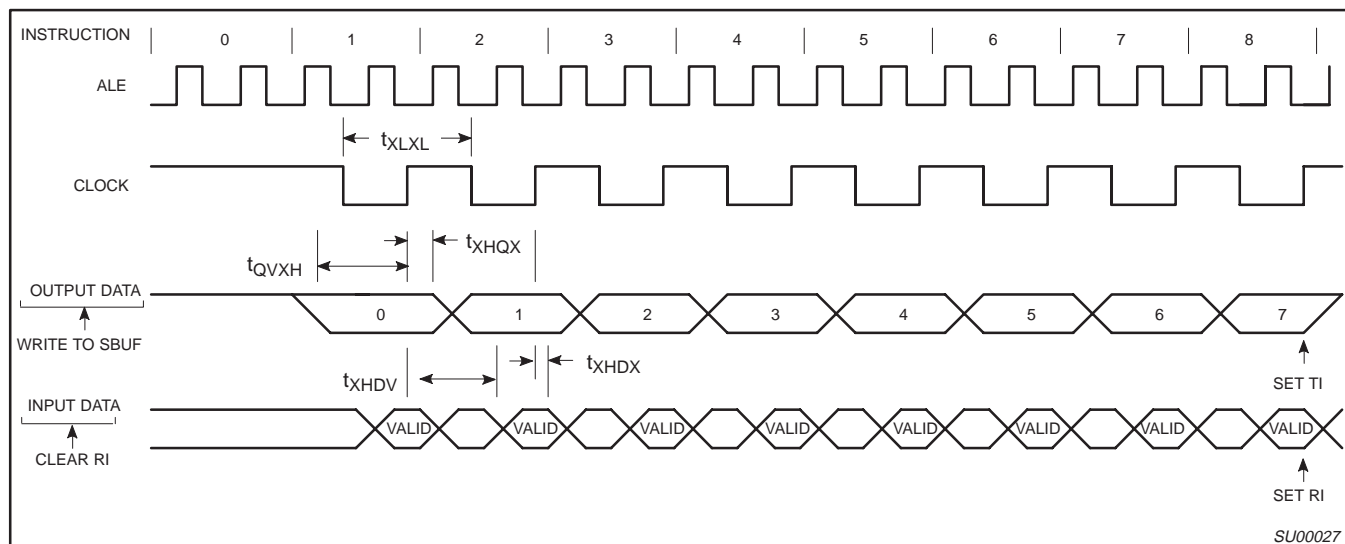 INSTRUCTION 0 1 2 3 4 5 6 7 8
ALE
tXLXL
CLOCK
tXHQX
tQVXH
OUTPUT DATA
0 1 2 3 4 5 6 7
WRITE TO SBUF
tXHDX
tXHDV
SET TI
INPUT DATA
VALID VALID VALID VALID VALID VALID VALID VALID
CLEAR RI
SET RI
SU00027